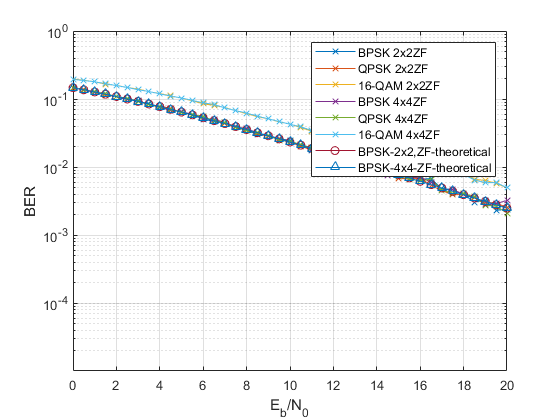 10^0
10^-1
10^-2
10^-3
10^-4
BER
0 2 4 6 8 10 12 14 16 18 20
E_b/N_0
BPSK 2x2ZF
QPSK 2x2ZF
16-QAM 2x2ZF
BPSK 4x4ZF
QPSK 4x4ZF
16-QAM 4x4ZF
BPSK-2x2,ZF-theoretical
BPSK-4x4-ZF-theoretical